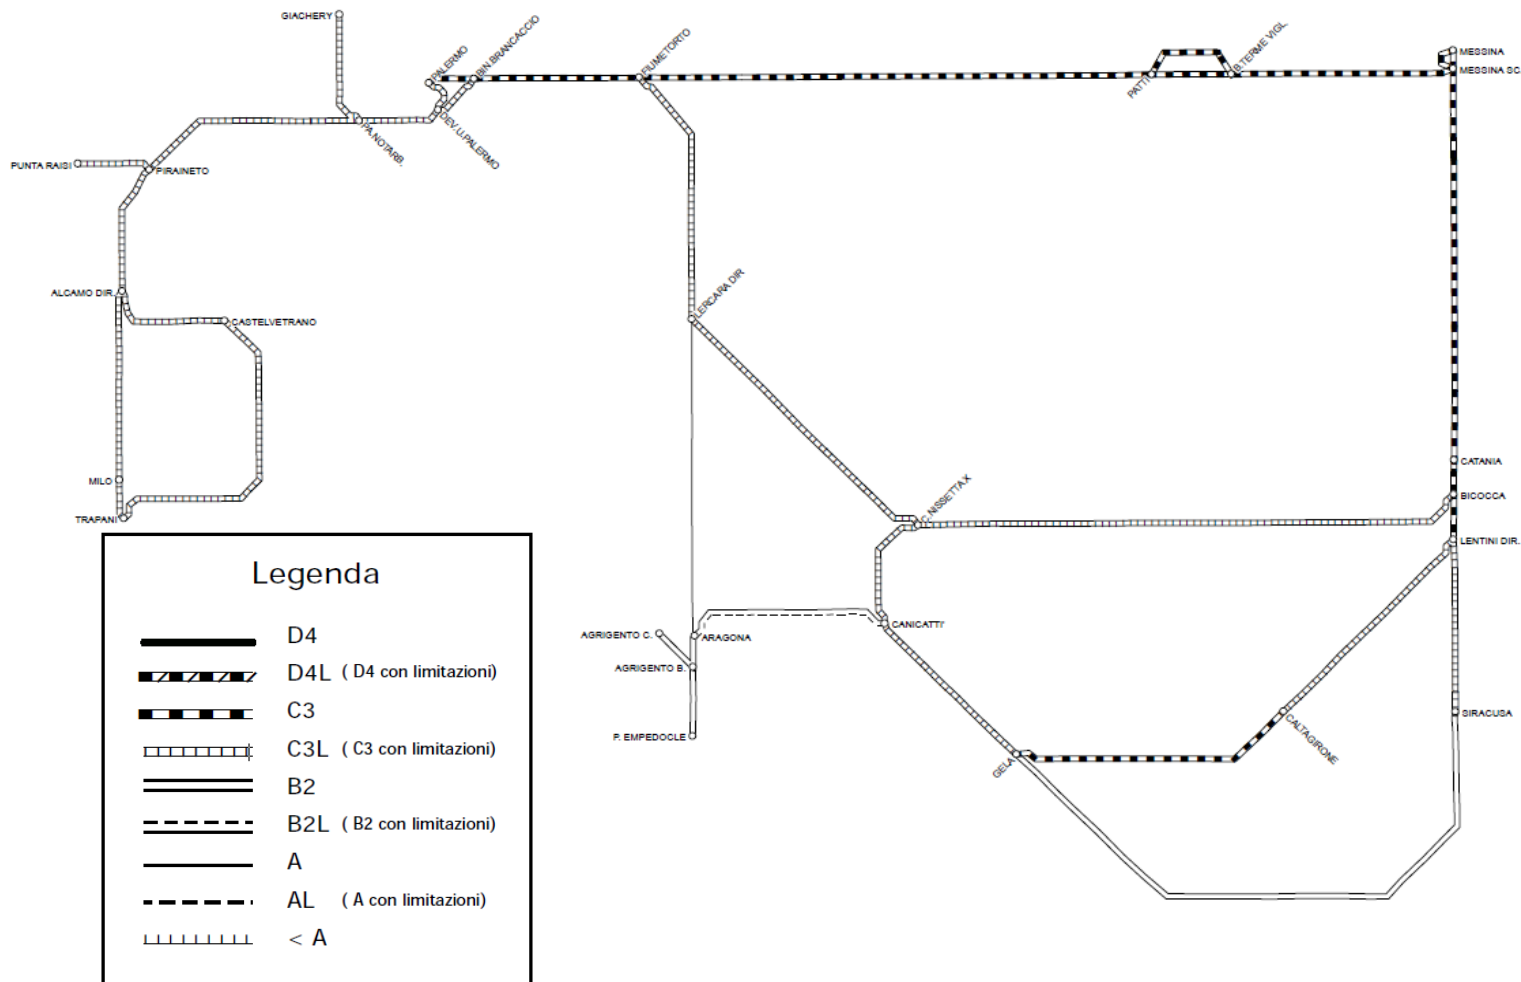 GIACHERY
PALERMO
BIN.BRANCACCIO
FIUMETORTO
PATTI
B.TERME VIGL.
MESSINA
MESSINA SC.
PA.NOTARB.
DEV.U.PALERMO
PUNTA RAISI
PIRAINETO
ALCAMO DIR.
CASTELVETRANO
LERCARA DIR
MILO
TRAPANI
C.NISSETTAX
CATANIA
BICOCCA
LENTINI DIR.
AGRIGENTO C.
ARAGONA
CANICATTI'
AGRIGENTO B.
P. EMPEDOCLE
GELA
CALTAGIRONE
SIRACUSA
Legenda
D4
D4L ( D4 con limitazioni)
C3
C3L ( C3 con limitazioni)
B2
B2L ( B2 con limitazioni)
A
AL ( A con limitazioni)
< A